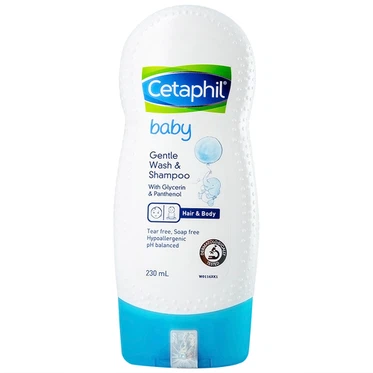 Cetaphil®
baby
Gentle
Wash &
Shampoo
With Glycerin
& Panthenol
Hair & Body
Tear free, Soap free
Hypoallergenic
pH balanced
230 mL